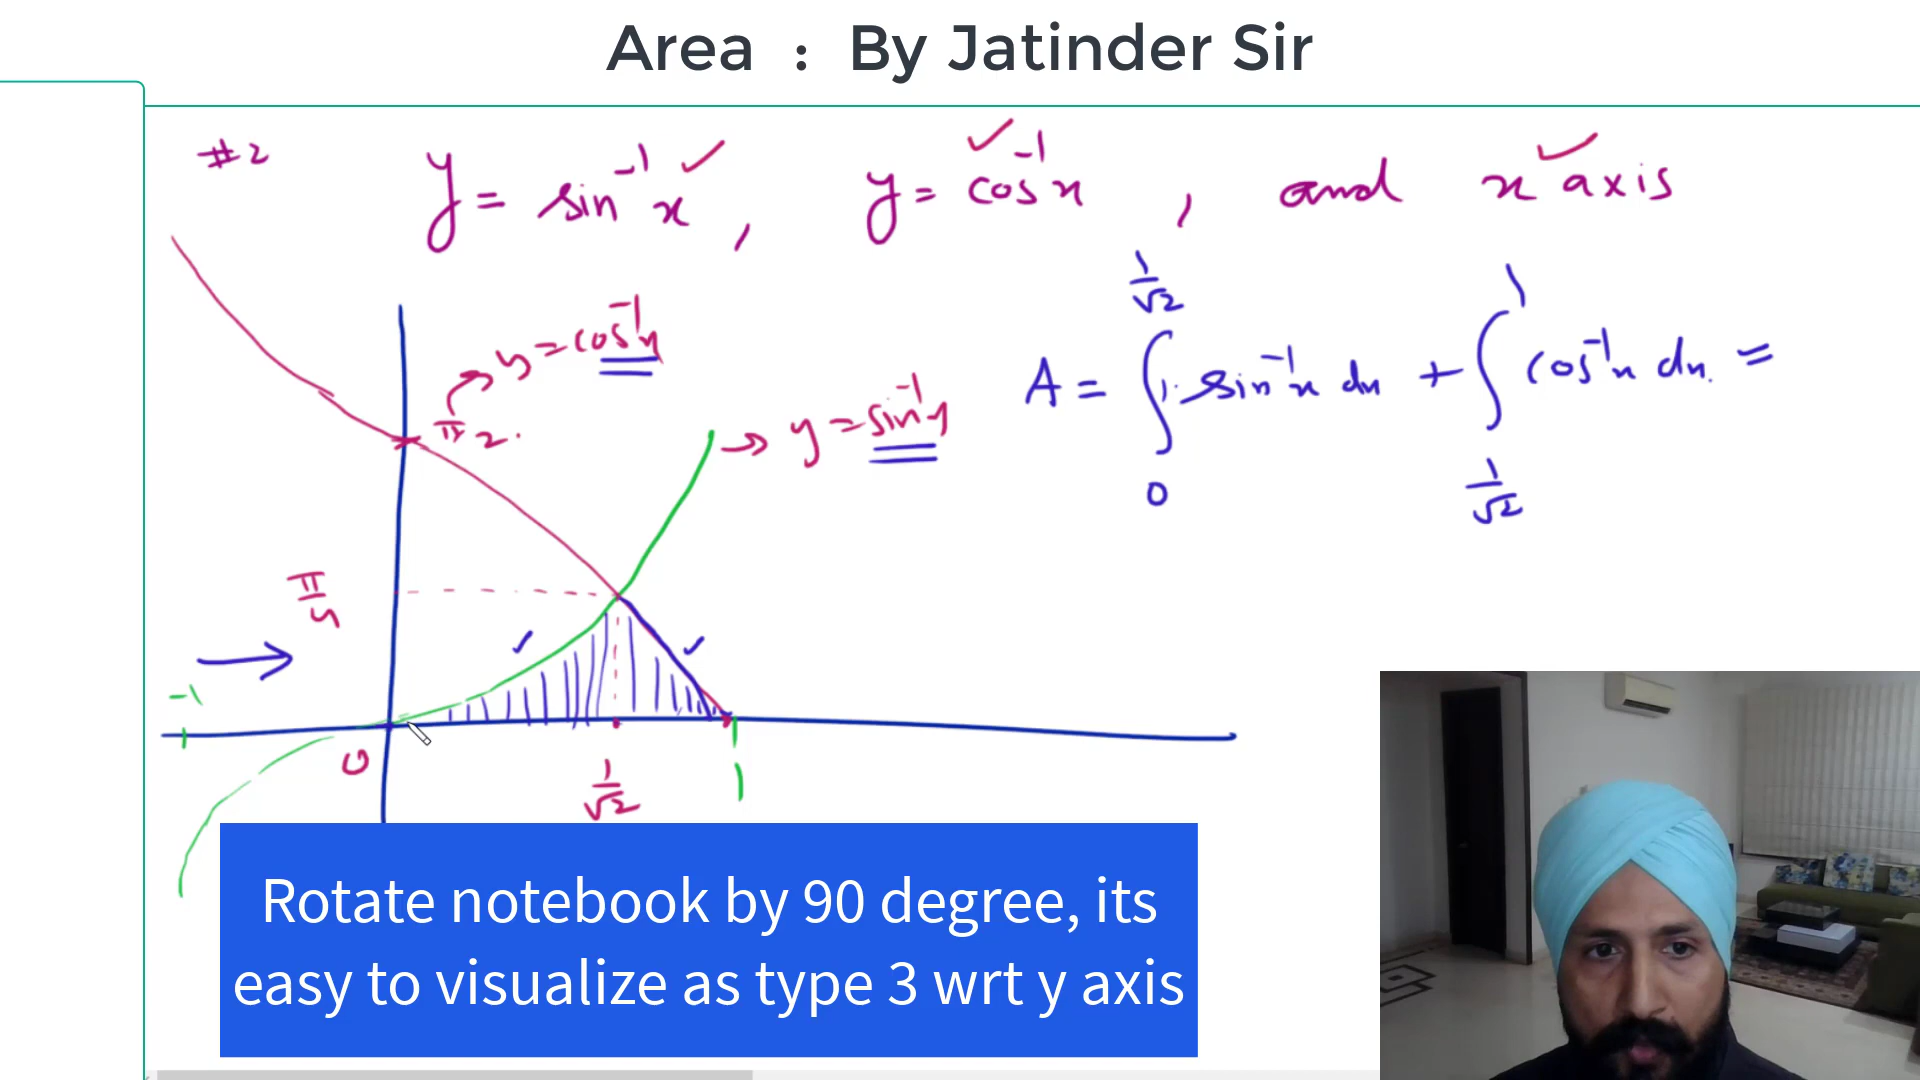 Area : By Jatinder Sir
#2 y = sin⁻¹ x , y = cos⁻¹ x , and x axis
A = ∫₀^(1/√2) sin⁻¹x dx + ∫_(1/√2)^1 cos⁻¹x dx. =
y = cos⁻¹x
π/2
y = sin⁻¹x
π/4
-1
0
1/√2
1
Rotate notebook by 90 degree, its
easy to visualize as type 3 wrt y axis